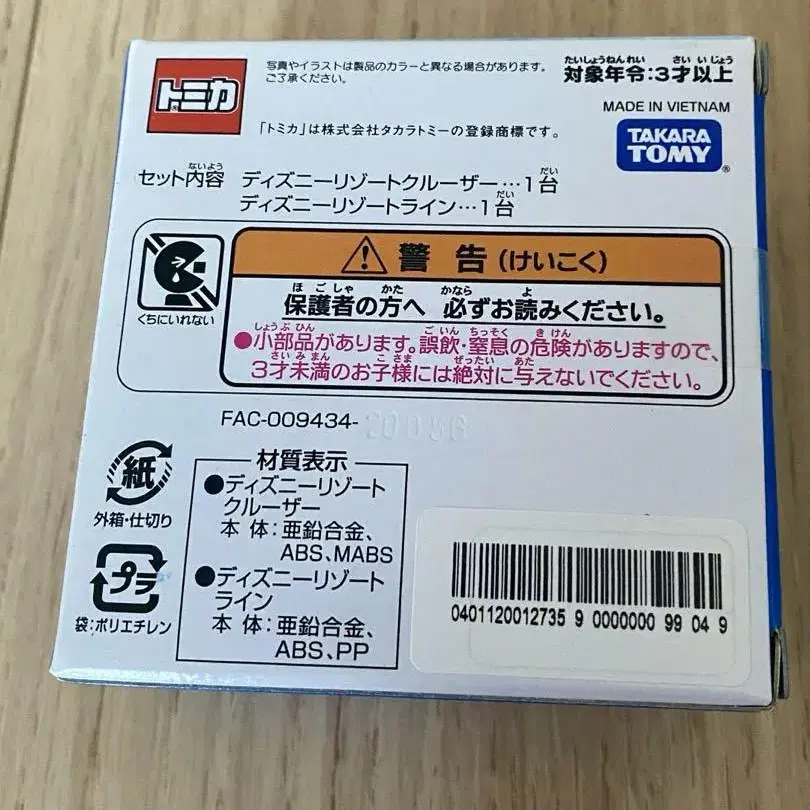 トミカ
写真やイラストは製品のカラーと異なる場合があります。
ご了承ください。
たいしょうねんれい さい いじょう
対象年令:3才以上
MADE IN VIETNAM
「トミカ」は株式会社タカラトミーの登録商標です。
TAKARA
TOMY®
ないよう だい
セット内容 ディズニーリゾートクルーザー…1台
だい
ディズニーリゾートライン…1台
くちにいれない
警告(けいこく)
ほごしゃ かた かなら よ
保護者の方へ 必ずお読みください。
しょうぶひん ごいん ちっそく きけん
●小部品があります。誤飲・窒息の危険がありますので、
さいみまん こさま ぜったい あた
3才未満のお子様には絶対に与えないでください。
FAC-009434-
紙
外箱・仕切り
プラ
袋:ポリエチレン
材質表示
●ディズニーリゾート
クルーザー
本 体:亜鉛合金、
ABS、MABS
●ディズニーリゾート
ライン
本 体:亜鉛合金、
ABS、PP
0401120012735 9 0000000 99 04 9